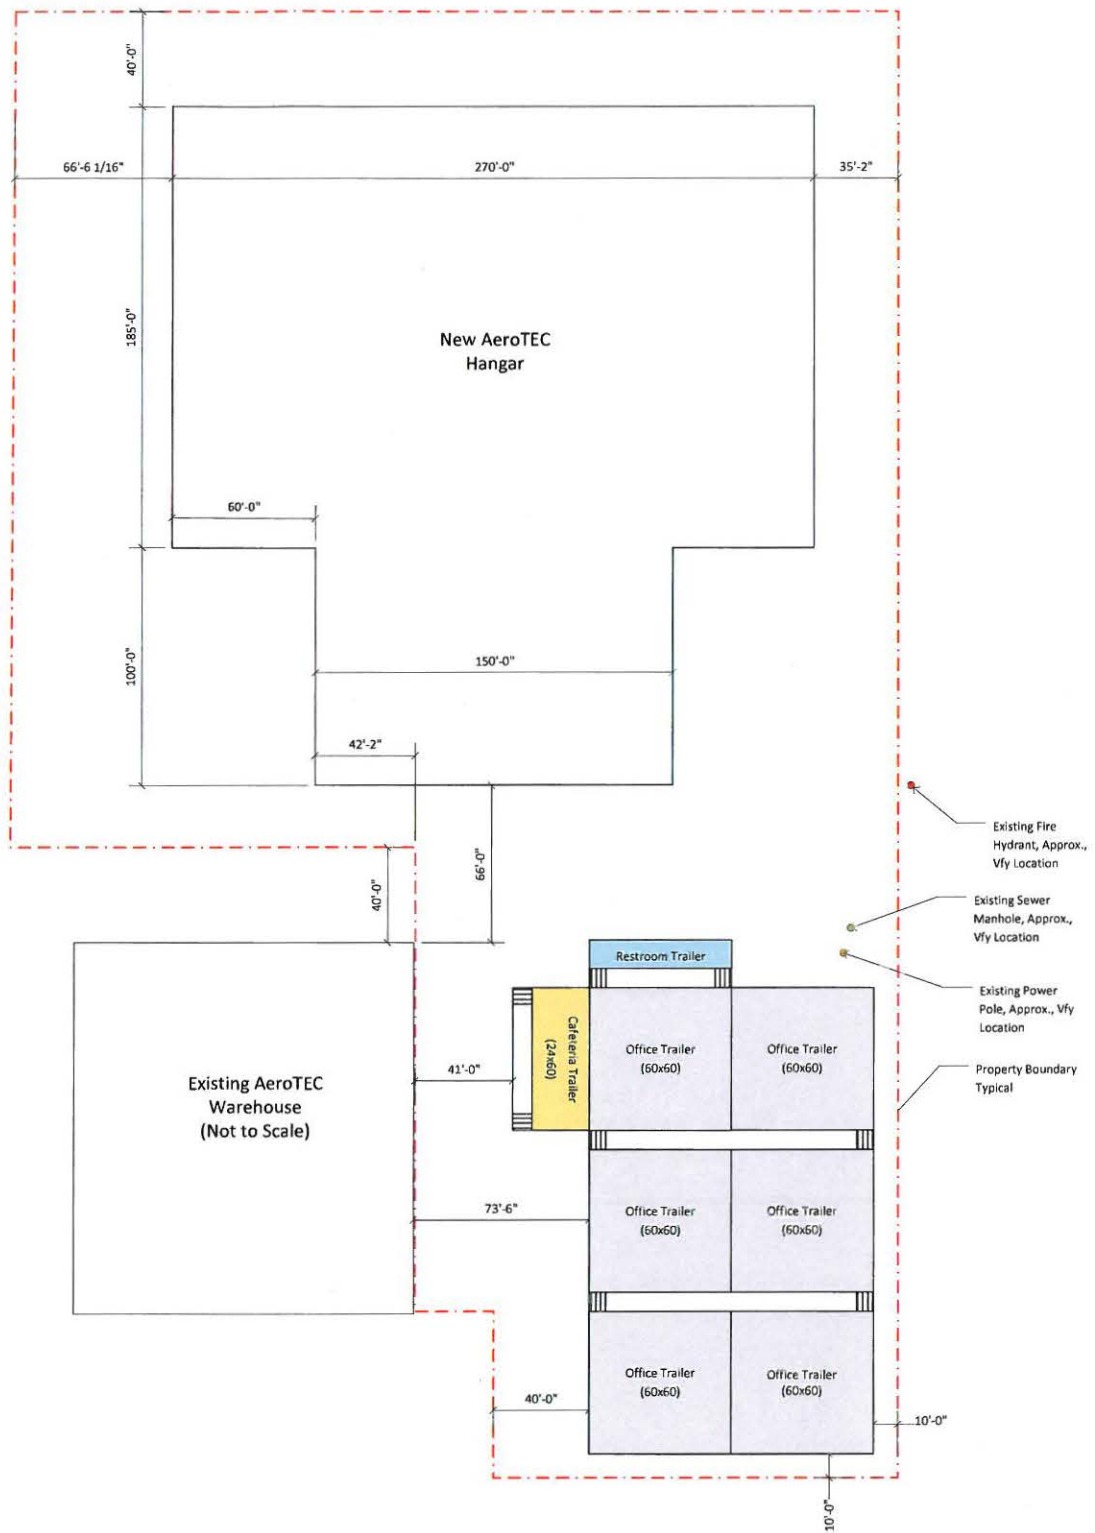 40'-0"
66'-6 1/16"
270'-0"
35'-2"
185'-0"
New AeroTEC
Hangar
60'-0"
100'-0"
150'-0"
42'-2"
66'-0"
40'-0"
Existing Fire
Hydrant, Approx.,
Vfy Location
Existing Sewer
Manhole, Approx.,
Vfy Location
Existing Power
Pole, Approx., Vfy
Location
Property Boundary
Typical
Restroom Trailer
Cafeteria Trailer
(24x60)
Office Trailer
(60x60)
Office Trailer
(60x60)
41'-0"
Existing AeroTEC
Warehouse
(Not to Scale)
73'-6"
Office Trailer
(60x60)
Office Trailer
(60x60)
Office Trailer
(60x60)
Office Trailer
(60x60)
40'-0"
10'-0"
10'-0"